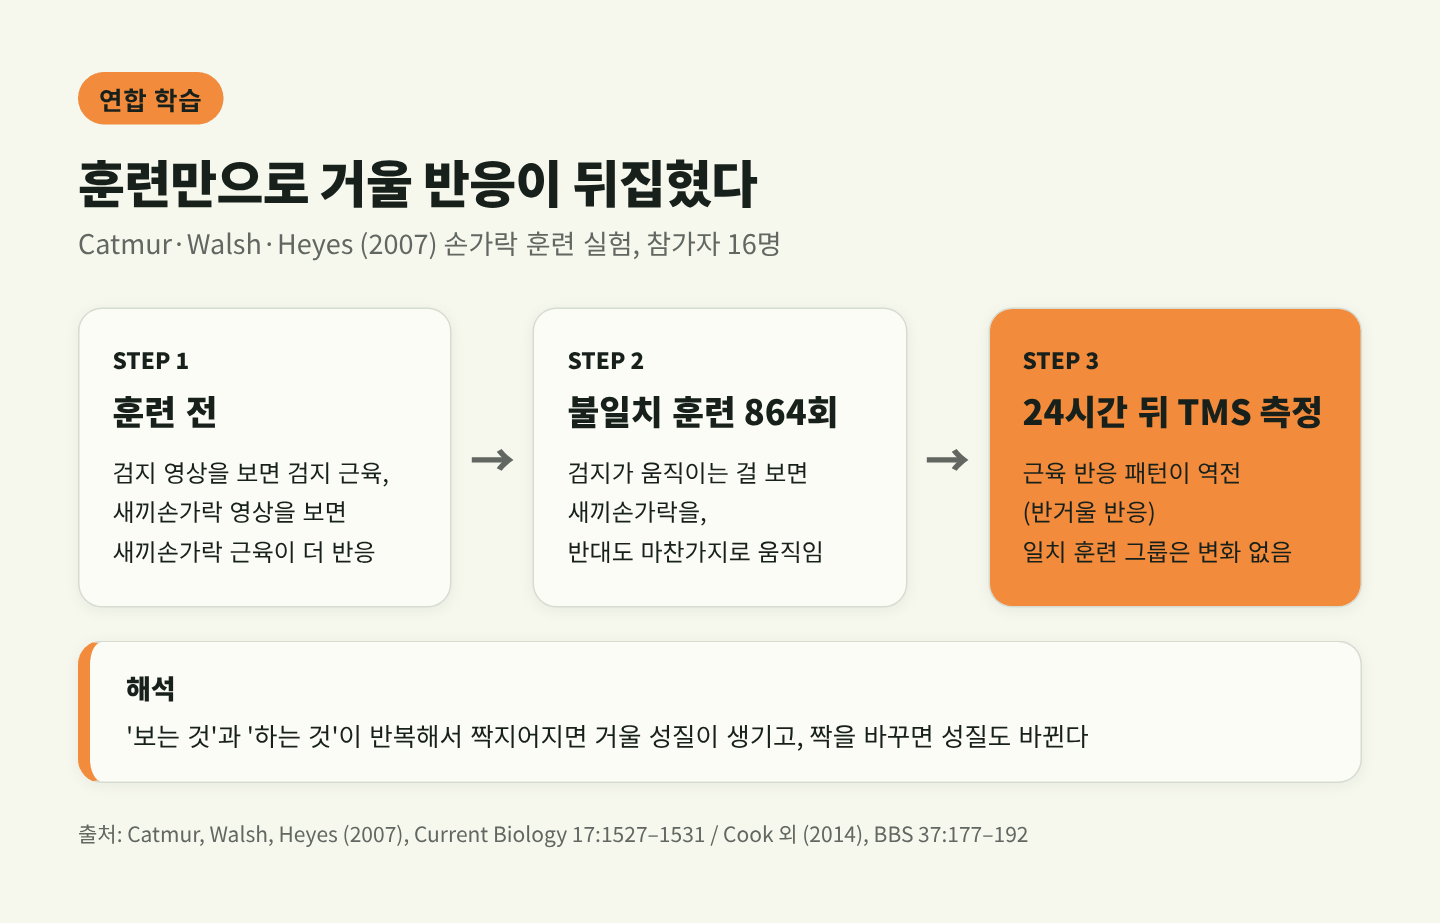 연합 학습
훈련만으로 거울 반응이 뒤집혔다
Catmur·Walsh·Heyes (2007) 손가락 훈련 실험, 참가자 16명
STEP 1
훈련 전
검지 영상을 보면 검지 근육,
새끼손가락 영상을 보면
새끼손가락 근육이 더 반응
→
STEP 2
불일치 훈련 864회
검지가 움직이는 걸 보면
새끼손가락을,
반대도 마찬가지로 움직임
→
STEP 3
24시간 뒤 TMS 측정
근육 반응 패턴이 역전
(반거울 반응)
일치 훈련 그룹은 변화 없음
해석
'보는 것'과 '하는 것'이 반복해서 짝지어지면 거울 성질이 생기고, 짝을 바꾸면 성질도 바뀐다
출처: Catmur, Walsh, Heyes (2007), Current Biology 17:1527–1531 / Cook 외 (2014), BBS 37:177–192